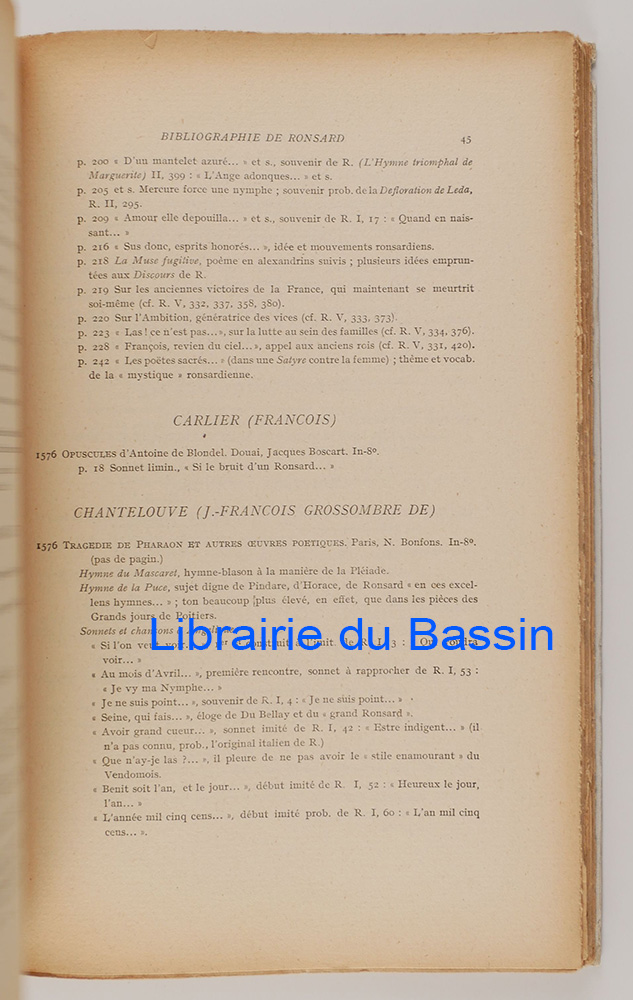 BIBLIOGRAPHIE DE RONSARD 45
p. 200 « D'un mantelet azuré... » et s., souvenir de R. (L'Hymne triomphal de
Marguerite) II, 399 : « L'Ange adonques... » et s.
p. 205 et s. Mercure force une nymphe ; souvenir prob. de la Defloration de Leda,
R. II, 295.
p. 209 « Amour elle depouilla... » et s., souvenir de R. I, 17 : « Quand en nais-
sant... »
p. 216 « Sus donc, esprits honorés... », idée et mouvements ronsardiens.
p. 218 La Muse fugitive, poème en alexandrins suivis ; plusieurs idées emprun-
tées aux Discours de R.
p. 219 Sur les anciennes victoires de la France, qui maintenant se meurtrit
soi-même (cf. R. V, 332, 337, 358, 380).
p. 220 Sur l'Ambition, génératrice des vices (cf. R. V, 333, 373).
p. 223 « Las ! ce n'est pas...», sur la lutte au sein des familles (cf. R. V, 334, 376).
p. 228 « François, revien du ciel... », appel aux anciens rois (cf. R. V, 331, 420).
p. 242 « Les poëtes sacrés... » (dans une Satyre contre la femme) ; thème et vocab.
de la « mystique » ronsardienne.
CARLIER (FRANCOIS)
1576 OPUSCULES d'Antoine de Blondel. Douai, Jacques Boscart. In-8º.
p. 18 Sonnet limin., « Si le bruit d'un Ronsard... »
CHANTELOUVE (J.-FRANCOIS GROSSOMBRE DE)
1576 TRAGEDIE DE PHARAON ET AUTRES ŒUVRES POETIQUES. Paris, N. Bonfons. In-8º.
(pas de pagin.)
Hymne du Mascaret, hymne-blason à la manière de la Pléiade.
Hymne de la Puce, sujet digne de Pindare, d'Horace, de Ronsard « en ces excel-
lens hymnes... » ; ton beaucoup plus élevé, en effet, que dans les pièces des
Grands jours de Poitiers.
Sonnets et chansons
« Si l'on veut voir
voir... »
« Au mois d'Avril... », première rencontre, sonnet à rapprocher de R. I, 53 :
« Je vy ma Nymphe... »
« Je ne suis point... », souvenir de R. I, 4 : « Je ne suis point... »
« Seine, qui fais... », éloge de Du Bellay et du « grand Ronsard ».
« Avoir grand cueur... », sonnet imité de R. I, 42 : « Estre indigent... » (il
n'a pas connu, prob., l'original italien de R.)
« Que n'ay-je las ?... », il pleure de ne pas avoir le « stile enamourant » du
Vendomois.
« Benit soit l'an, et le jour... », début imité de R. I, 52 : « Heureux le jour,
l'an... »
« L'année mil cinq cens... », début imité prob. de R. I, 60 : « L'an mil cinq
cens... ».
Librairie du Bassin